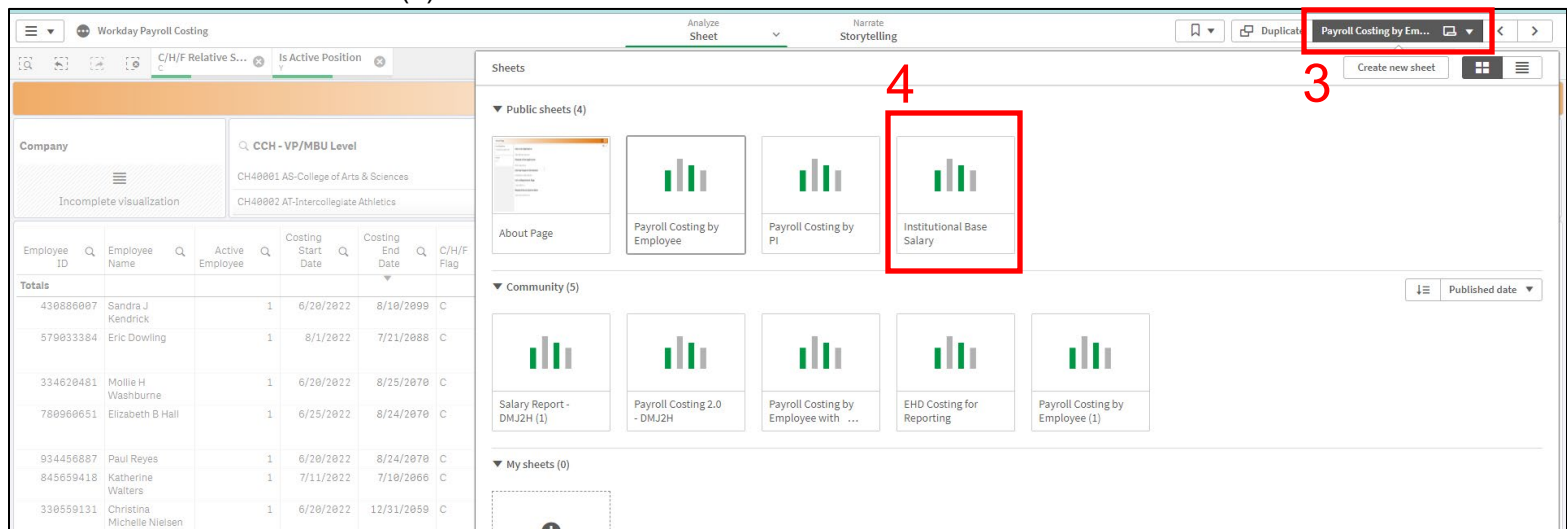 Workday Payroll Costing
Analyze
Sheet
Narrate
Storytelling
Duplicate
Payroll Costing by Em...
3
C/H/F Relative S...
C
Is Active Position
Y
Sheets
Create new sheet
4
Public sheets (4)
About Page
Payroll Costing by
Employee
Payroll Costing by
PI
Institutional Base
Salary
Company
Incomplete visualization
CCH - VP/MBU Level
CH40001 AS-College of Arts & Sciences
CH40002 AT-Intercollegiate Athletics
Community (5)
Published date
Salary Report -
DMJ2H (1)
Payroll Costing 2.0
- DMJ2H
Payroll Costing by
Employee with ...
EHD Costing for
Reporting
Payroll Costing by
Employee (1)
My sheets (0)
Employee
ID
Employee
Name
Active
Employee
Costing
Start
Date
Costing
End
Date
C/H/F
Flag
Totals
430886007 Sandra J
Kendrick
1 6/20/2022 8/10/2099 C
579033384 Eric Dowling 1 8/1/2022 7/21/2088 C
334620481 Mollie H
Washburne
1 6/20/2022 8/25/2070 C
780960651 Elizabeth B Hall 1 6/25/2022 8/24/2070 C
934456887 Paul Reyes 1 6/20/2022 8/24/2070 C
845659418 Katherine
Walters
1 7/11/2022 7/10/2066 C
330559131 Christina
Michelle Nielsen
1 6/20/2022 12/31/2059 C